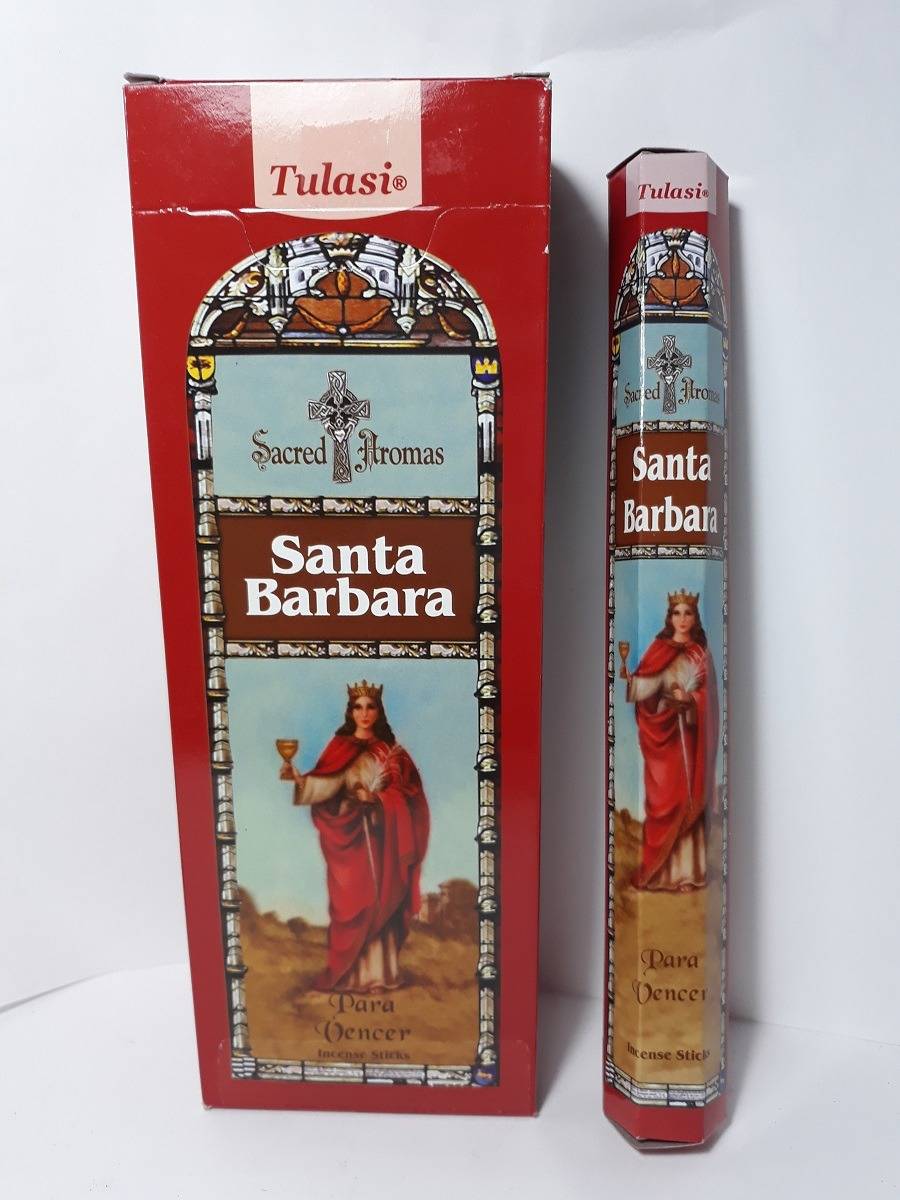 Tulasi®
Sacred Aromas
Santa
Barbara
Para
Vencer
Incense Sticks
Tulasi®
Sacred Aromas
Santa
Barbara
Para
Vencer
Incense Sticks